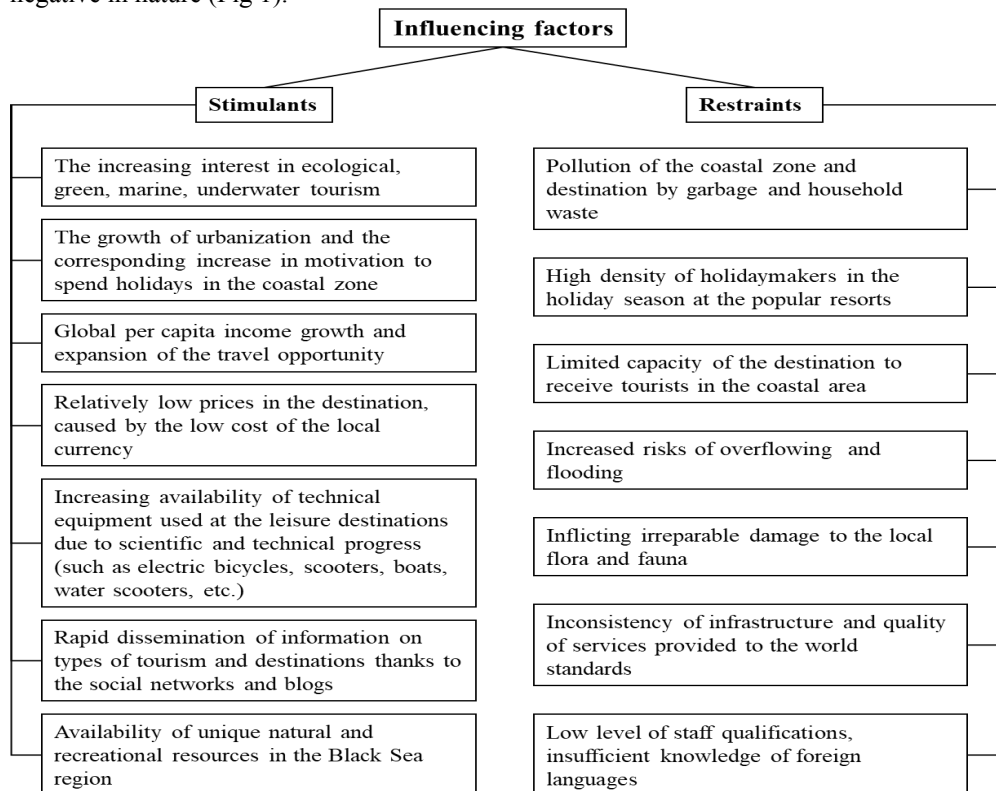 negative in nature (Fig 1).
Influencing factors
Stimulants
The increasing interest in ecological,
green, marine, underwater tourism
The growth of urbanization and the
corresponding increase in motivation to
spend holidays in the coastal zone
Global per capita income growth and
expansion of the travel opportunity
Relatively low prices in the destination,
caused by the low cost of the local
currency
Increasing availability of technical
equipment used at the leisure destinations
due to scientific and technical progress
(such as electric bicycles, scooters, boats,
water scooters, etc.)
Rapid dissemination of information on
types of tourism and destinations thanks to
the social networks and blogs
Availability of unique natural and
recreational resources in the Black Sea
region
Restraints
Pollution of the coastal zone and
destination by garbage and household
waste
High density of holidaymakers in the
holiday season at the popular resorts
Limited capacity of the destination to
receive tourists in the coastal area
Increased risks of overflowing and
flooding
Inflicting irreparable damage to the local
flora and fauna
Inconsistency of infrastructure and quality
of services provided to the world
standards
Low level of staff qualifications,
insufficient knowledge of foreign
languages